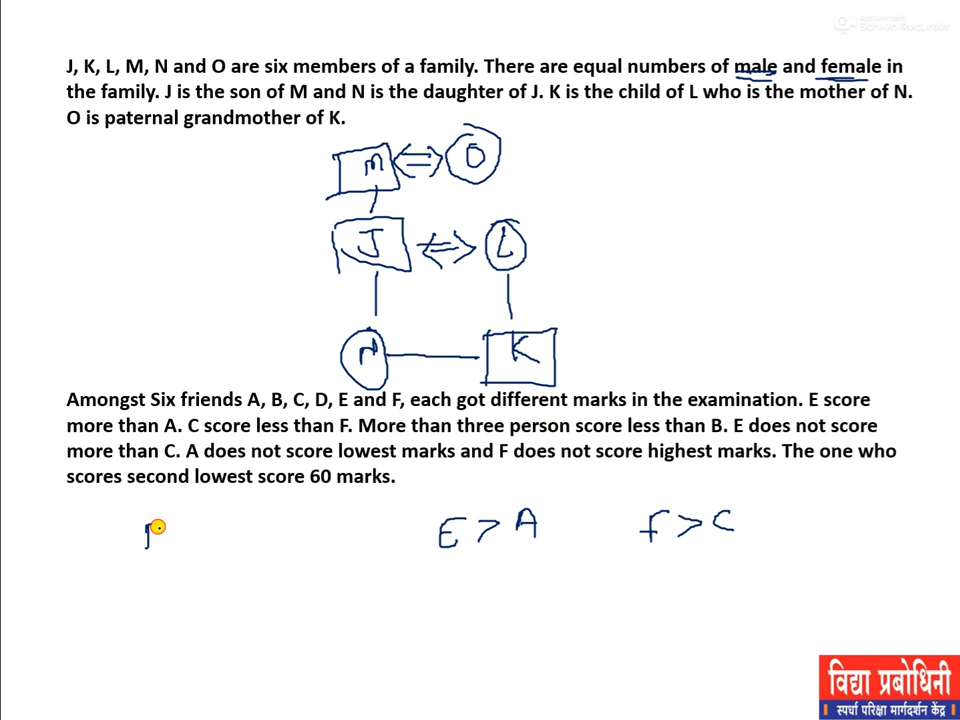 Screen Recorder
J, K, L, M, N and O are six members of a family. There are equal numbers of male and female in
the family. J is the son of M and N is the daughter of J. K is the child of L who is the mother of N.
O is paternal grandmother of K.
M O
J L
N K
Amongst Six friends A, B, C, D, E and F, each got different marks in the examination. E score
more than A. C score less than F. More than three person score less than B. E does not score
more than C. A does not score lowest marks and F does not score highest marks. The one who
scores second lowest score 60 marks.
E > A F > C
विद्या प्रबोधिनी
स्पर्धा परिक्षा मार्गदर्शन केंद्र